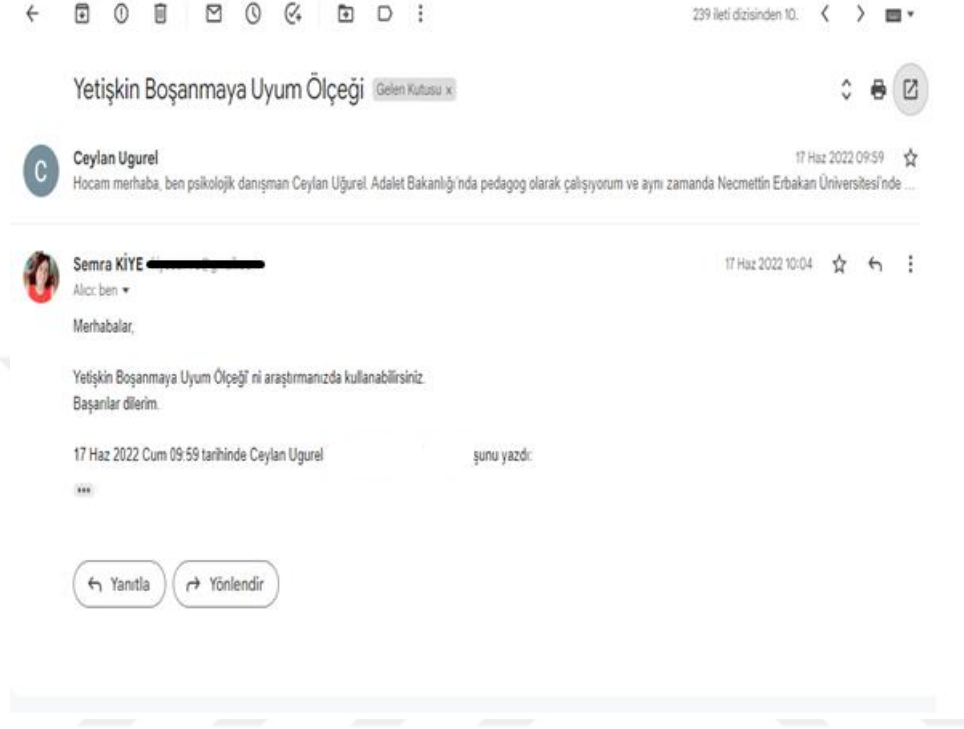 239 ileti dizisinden 10.
Yetişkin Boşanmaya Uyum Ölçeği Gelen Kutusu x
C
Ceylan Ugurel
17 Haz 2022 09:59
Hocam merhaba, ben psikolojik danışman Ceylan Uğurel. Adalet Bakanlığı'nda pedagog olarak çalışıyorum ve aynı zamanda Necmettin Erbakan Üniversitesi'nde ...
Semra KİYE
17 Haz 2022 10:04
Alıcı: ben
Merhabalar,
Yetişkin Boşanmaya Uyum Ölçeği' ni araştırmanızda kullanabilirsiniz.
Başarılar dilerim.
17 Haz 2022 Cum 09:59 tarihinde Ceylan Ugurel şunu yazdı:
Yanıtla
Yönlendir